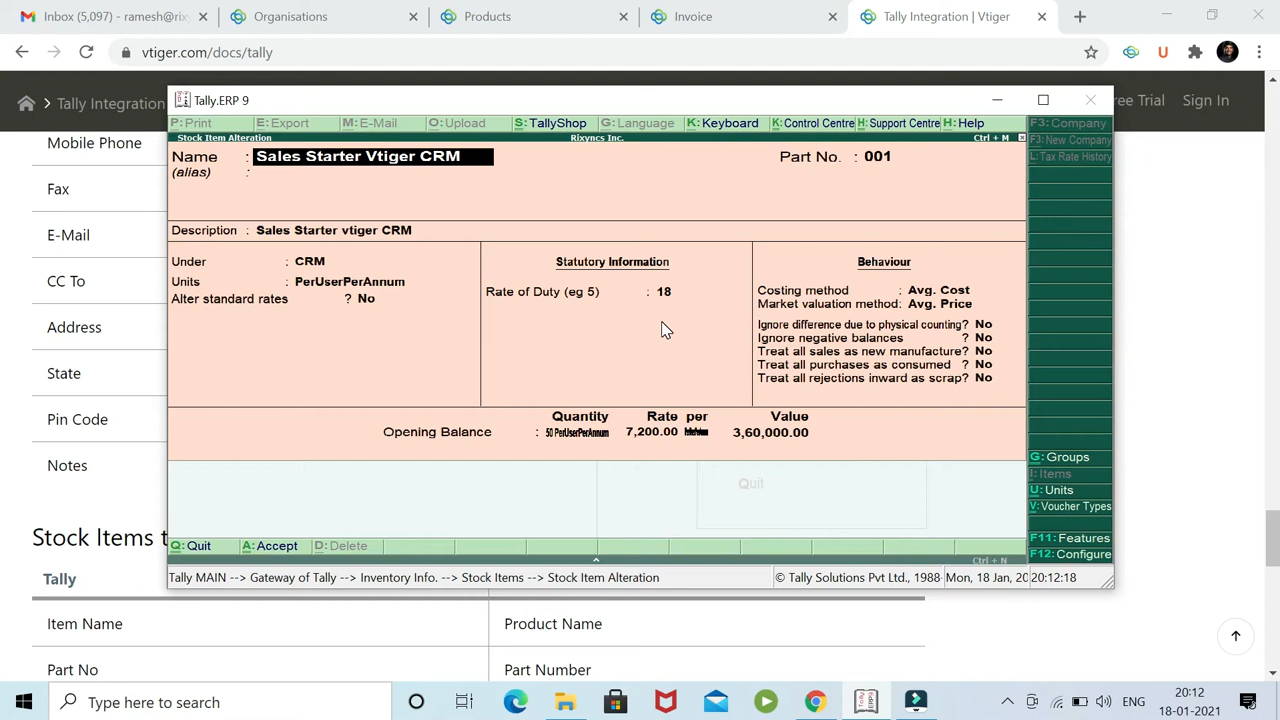 Inbox (5,097) - ramesh@rix
Organisations
Products
Invoice
Tally Integration | Vtiger
vtiger.com/docs/tally
Tally Integration
ree Trial
Sign In
Mobile Phone
Fax
E-Mail
CC To
Address
State
Pin Code
Notes
Stock Items t
Tally
Item Name
Product Name
Part No
Part Number
Tally.ERP 9
P: Print
E: Export
M: E-Mail
O: Upload
S: TallyShop
G: Language
K: Keyboard
K: Control Centre
H: Support Centre
H: Help
F3: Company
F3: New Company
L: Tax Rate History
Stock Item Alteration
Rixyncs Inc.
Ctrl + M
Name : Sales Starter Vtiger CRM
Part No. : 001
(alias) :
Description : Sales Starter vtiger CRM
Under : CRM
Units : PerUserPerAnnum
Alter standard rates ? No
Statutory Information
Rate of Duty (eg 5) : 18
Behaviour
Costing method : Avg. Cost
Market valuation method: Avg. Price
Ignore difference due to physical counting? No
Ignore negative balances ? No
Treat all sales as new manufacture? No
Treat all purchases as consumed ? No
Treat all rejections inward as scrap? No
Quantity Rate per Value
Opening Balance : 50 PerUserPerAnnum 7,200.00 3,60,000.00
Quit
G: Groups
I: Items
U: Units
V: Voucher Types
F11: Features
F12: Configure
Q: Quit
A: Accept
D: Delete
Ctrl + N
Tally MAIN --> Gateway of Tally --> Inventory Info. --> Stock Items --> Stock Item Alteration
© Tally Solutions Pvt Ltd., 1988-
Mon, 18 Jan, 20
20:12:18
Type here to search
ENG
20:12
18-01-2021